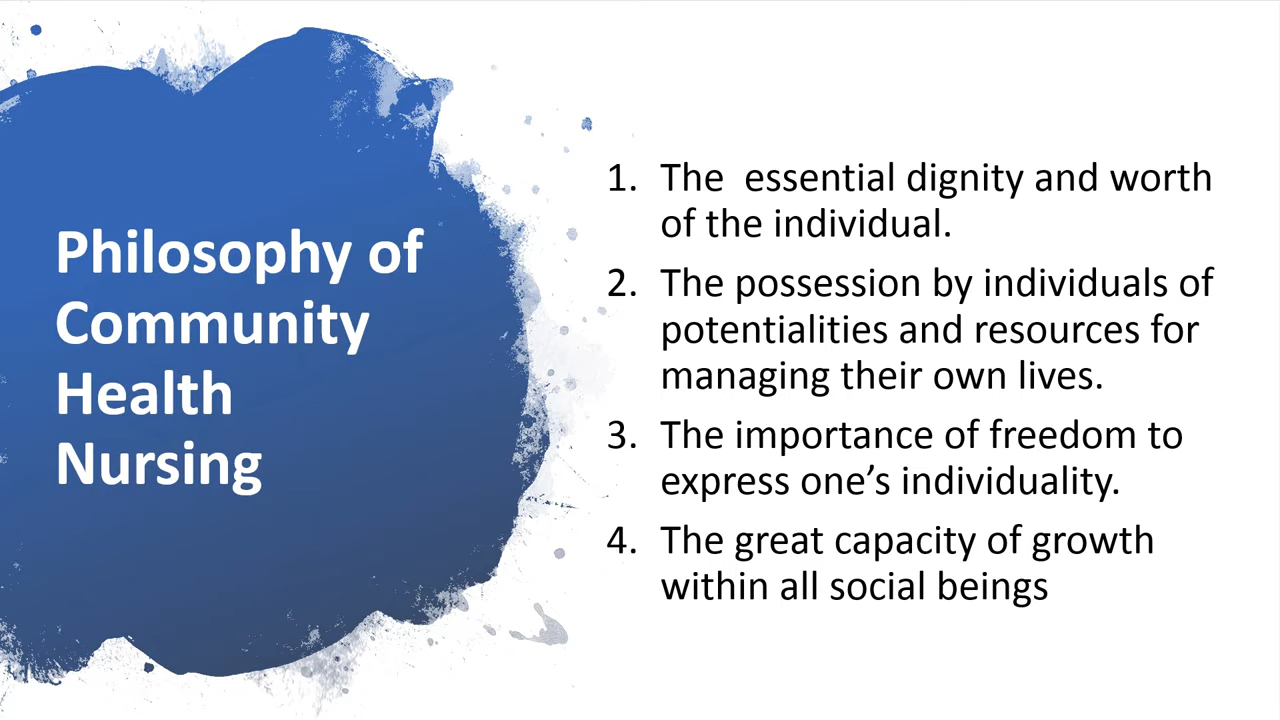 Philosophy of
Community
Health
Nursing
1. The  essential dignity and worth
of the individual.
2. The possession by individuals of
potentialities and resources for
managing their own lives.
3. The importance of freedom to
express one’s individuality.
4. The great capacity of growth
within all social beings